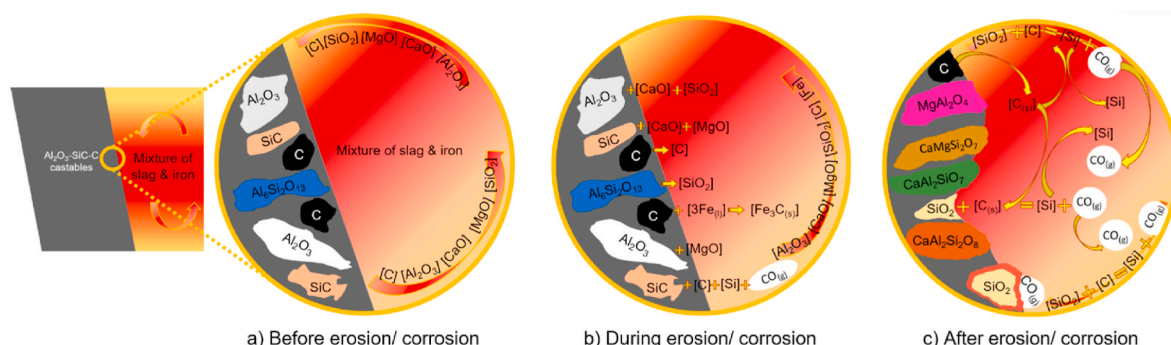 Al₂O₃-SiC-C
castables
Mixture of
slag & iron
[C][SiO₂][MgO][CaO][Al₂O₃]
Al₂O₃
SiC
C
Mixture of slag & iron
Al₆Si₂O₁₃
C
Al₂O₃
SiC
[C][Al₂O₃][CaO][MgO][SiO₂]
a) Before erosion/ corrosion
Al₂O₃
+[CaO]+[SiO₂]
SiC
+[CaO]+[MgO]
C
[C]
Al₆Si₂O₁₃
[SiO₂]
C
+[3Fe₍ₗ₎]
[Fe₃C₍ₛ₎]
Al₂O₃
+[MgO]
SiC
+[C]+[Si]+
CO(g)
[Al₂O₃][CaO][MgO][SiO₂][C][Fe]
b) During erosion/ corrosion
[SiO₂]+[C]=[Si]+
CO(g)
C
MgAl₂O₄
[C₍ₛ₎]
[Si]
CaMgSi₂O₇
[Si]
CO(g)
CaAl₂SiO₇
SiO₂
+[C₍ₛ₎]=[Si]+
CO(g)
CaAl₂Si₂O₈
CO(g)
CO(g)
SiO₂
CO(g)
[SiO₂]+[C]=[Si]+
c) After erosion/ corrosion